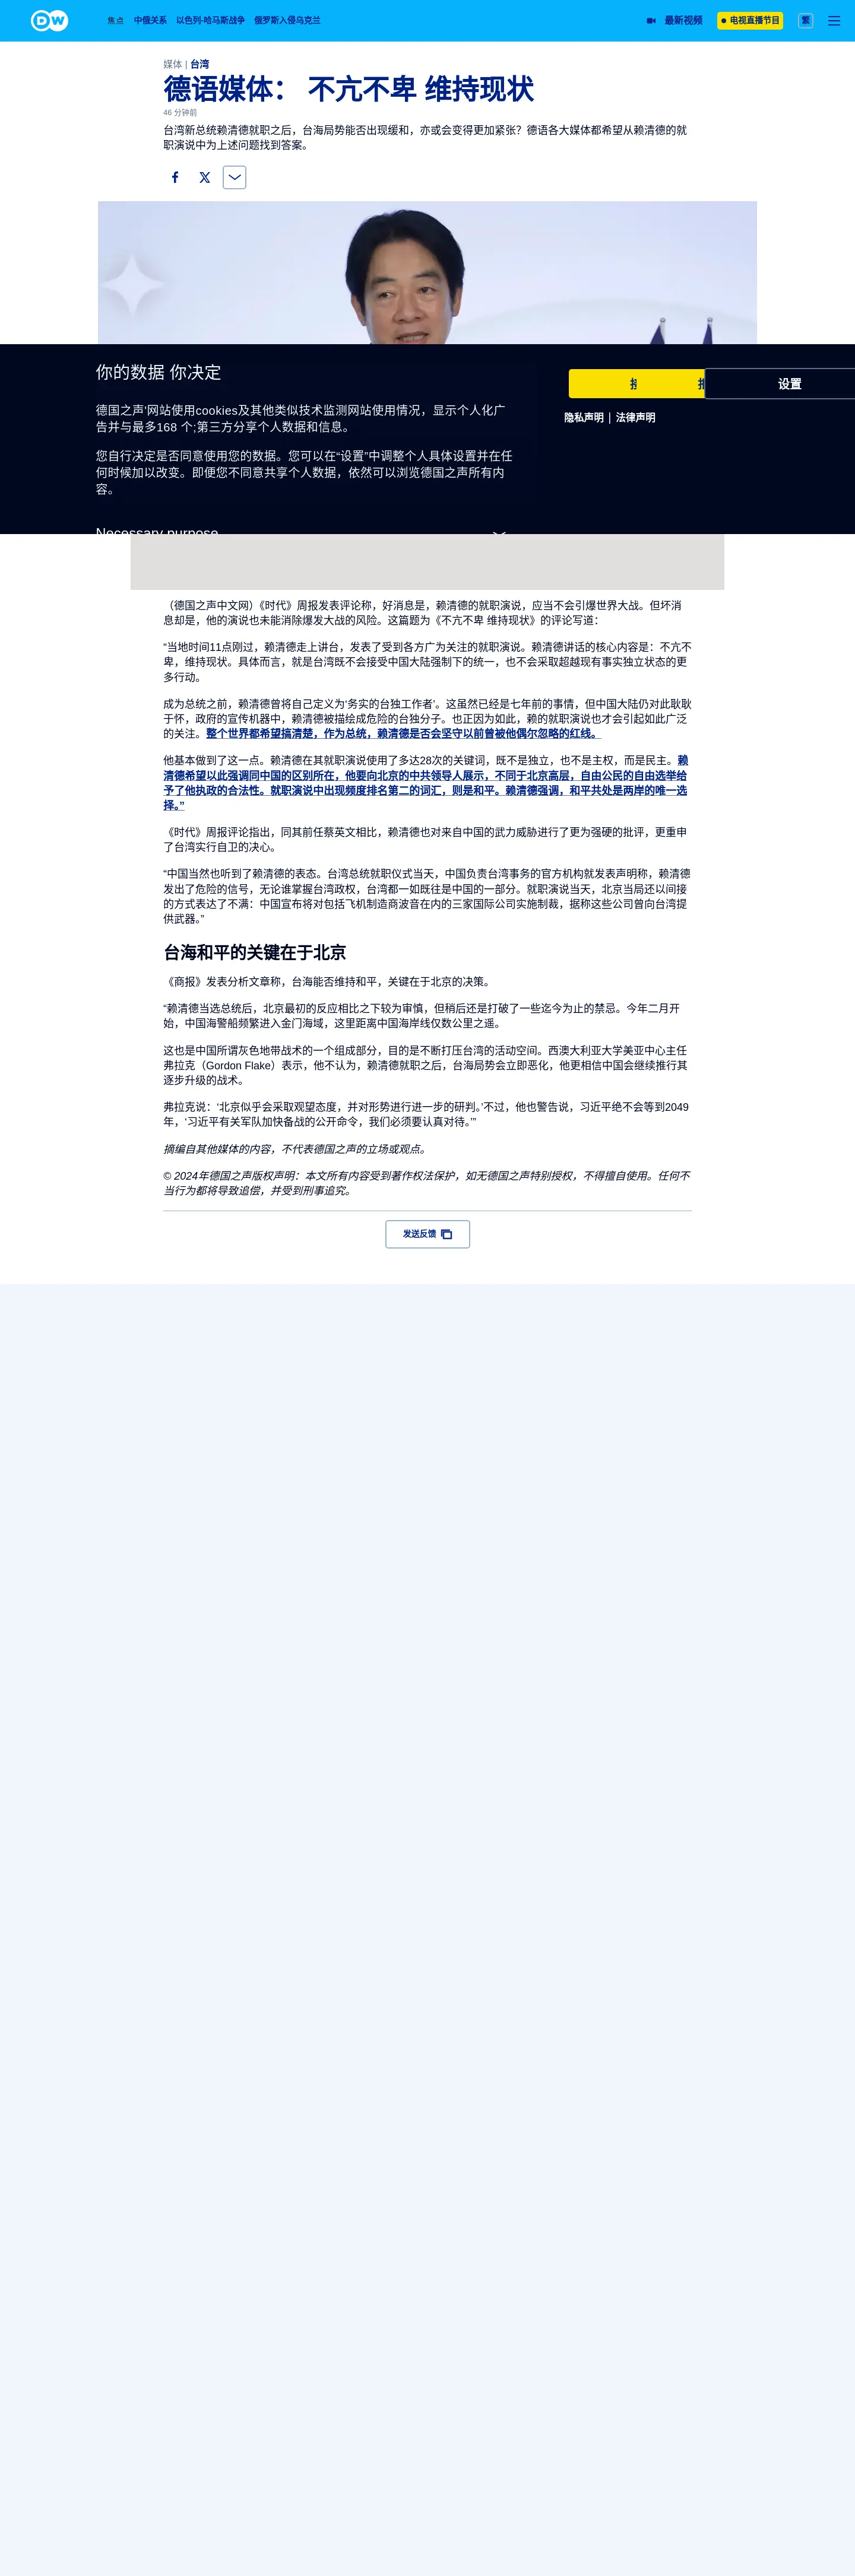 DW
焦点 中俄关系 以色列-哈马斯战争 俄罗斯入侵乌克兰 最新视频 电视直播节目 繁
媒体 | 台湾
德语媒体： 不亢不卑 维持现状
46 分钟前
台湾新总统赖清德就职之后，台海局势能否出现缓和，亦或会变得更加紧张？德语各大媒体都希望从赖清德的就
职演说中为上述问题找到答案。
你的数据 你决定
设置
德国之声'网站使用cookies及其他类似技术监测网站使用情况，显示个人化广
告并与最多168 个;第三方分享个人数据和信息。
隐私声明 | 法律声明
您自行决定是否同意使用您的数据。您可以在“设置”中调整个人具体设置并在任
何时候加以改变。即便您不同意共享个人数据，依然可以浏览德国之声所有内
容。
Necessary purpose
（德国之声中文网）《时代》周报发表评论称，好消息是，赖清德的就职演说，应当不会引爆世界大战。但坏消
息却是，他的演说也未能消除爆发大战的风险。这篇题为《不亢不卑 维持现状》的评论写道：
“当地时间11点刚过，赖清德走上讲台，发表了受到各方广为关注的就职演说。赖清德讲话的核心内容是：不亢不
卑，维持现状。具体而言，就是台湾既不会接受中国大陆强制下的统一，也不会采取超越现有事实独立状态的更
多行动。
成为总统之前，赖清德曾将自己定义为‘务实的台独工作者’。这虽然已经是七年前的事情，但中国大陆仍对此耿耿
于怀，政府的宣传机器中，赖清德被描绘成危险的台独分子。也正因为如此，赖的就职演说也才会引起如此广泛
的关注。整个世界都希望搞清楚，作为总统，赖清德是否会坚守以前曾被他偶尔忽略的红线。
他基本做到了这一点。赖清德在其就职演说使用了多达28次的关键词，既不是独立，也不是主权，而是民主。赖
清德希望以此强调同中国的区别所在，他要向北京的中共领导人展示，不同于北京高层，自由公民的自由选举给
予了他执政的合法性。就职演说中出现频度排名第二的词汇，则是和平。赖清德强调，和平共处是两岸的唯一选
择。”
《时代》周报评论指出，同其前任蔡英文相比，赖清德也对来自中国的武力威胁进行了更为强硬的批评，更重申
了台湾实行自卫的决心。
“中国当然也听到了赖清德的表态。台湾总统就职仪式当天，中国负责台湾事务的官方机构就发表声明称，赖清德
发出了危险的信号，无论谁掌握台湾政权，台湾都一如既往是中国的一部分。就职演说当天，北京当局还以间接
的方式表达了不满：中国宣布将对包括飞机制造商波音在内的三家国际公司实施制裁，据称这些公司曾向台湾提
供武器。”
台海和平的关键在于北京
《商报》发表分析文章称，台海能否维持和平，关键在于北京的决策。
“赖清德当选总统后，北京最初的反应相比之下较为审慎，但稍后还是打破了一些迄今为止的禁忌。今年二月开
始，中国海警船频繁进入金门海域，这里距离中国海岸线仅数公里之遥。
这也是中国所谓灰色地带战术的一个组成部分，目的是不断打压台湾的活动空间。西澳大利亚大学美亚中心主任
弗拉克（Gordon Flake）表示，他不认为，赖清德就职之后，台海局势会立即恶化，他更相信中国会继续推行其
逐步升级的战术。
弗拉克说：‘北京似乎会采取观望态度，并对形势进行进一步的研判。’不过，他也警告说，习近平绝不会等到2049
年，‘习近平有关军队加快备战的公开命令，我们必须要认真对待。’”
摘编自其他媒体的内容，不代表德国之声的立场或观点。
© 2024年德国之声版权声明：本文所有内容受到著作权法保护，如无德国之声特别授权，不得擅自使用。任何不
当行为都将导致追偿，并受到刑事追究。
发送反馈